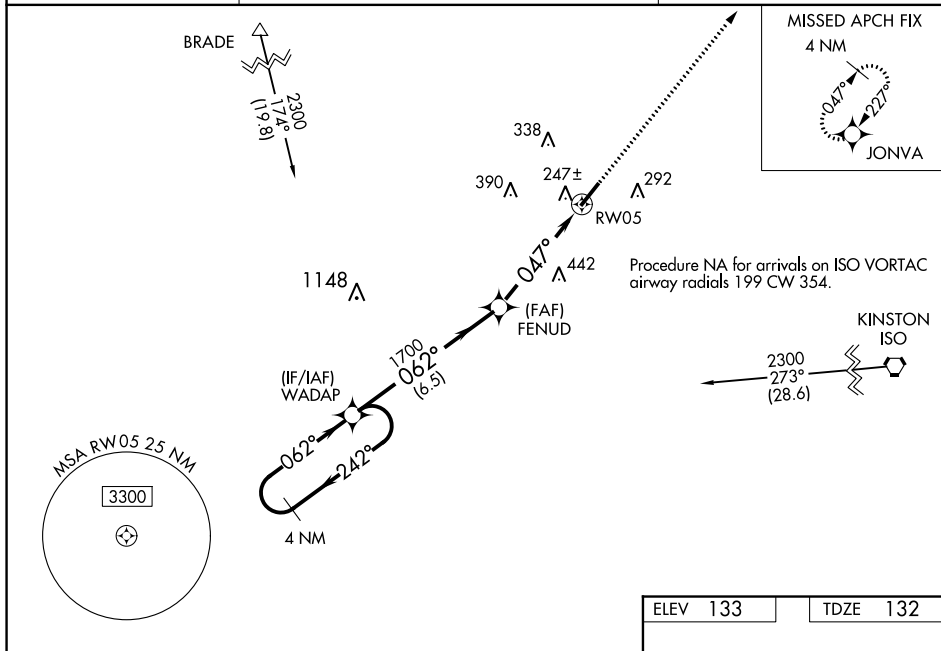 BRADE
2300
174°
(19.8)
MISSED APCH FIX
4 NM
047°
227°
JONVA
338
390
247±
292
RW05
047°
442
1148
(FAF)
FENUD
Procedure NA for arrivals on ISO VORTAC
airway radials 199 CW 354.
KINSTON
ISO
2300
273°
(28.6)
1700
062°
(6.5)
(IF/IAF)
WADAP
062°
242°
4 NM
MSA RW05 25 NM
3300
ELEV 133
TDZE 132